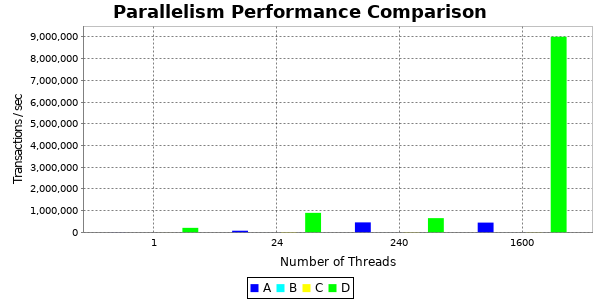 Parallelism Performance Comparison
9,000,000
8,000,000
7,000,000
6,000,000
5,000,000
4,000,000
3,000,000
2,000,000
1,000,000
0
Transactions / sec
1 24 240 1600
Number of Threads
A B C D